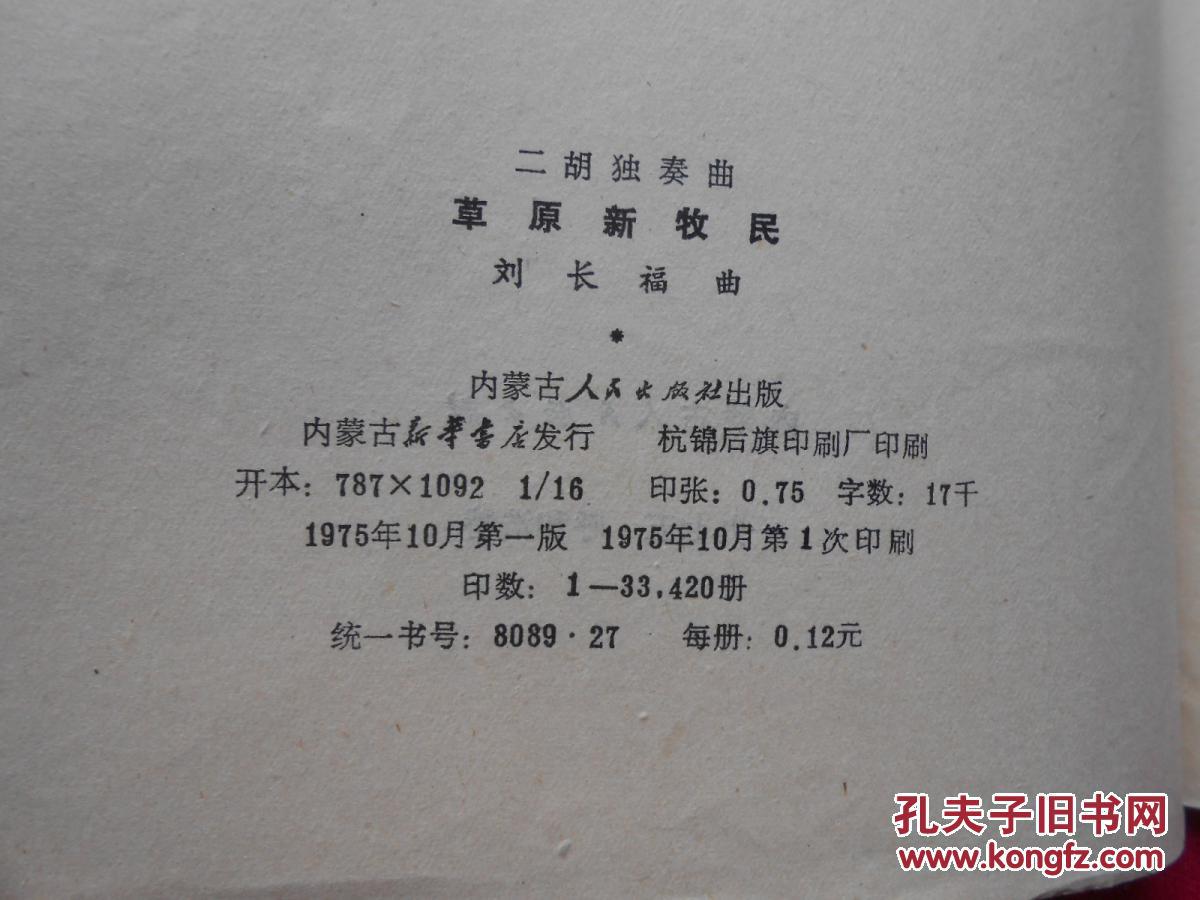 二胡独奏曲
草原新牧民
刘长福曲
*
内蒙古人民出版社出版
内蒙古新华书店发行 杭锦后旗印刷厂印刷
开本：787×1092 1/16 印张：0.75 字数：17千
1975年10月第一版 1975年10月第1次印刷
印数：1—33,420册
统一书号：8089·27 每册：0.12元
孔夫子旧书网
www.kongfz.com